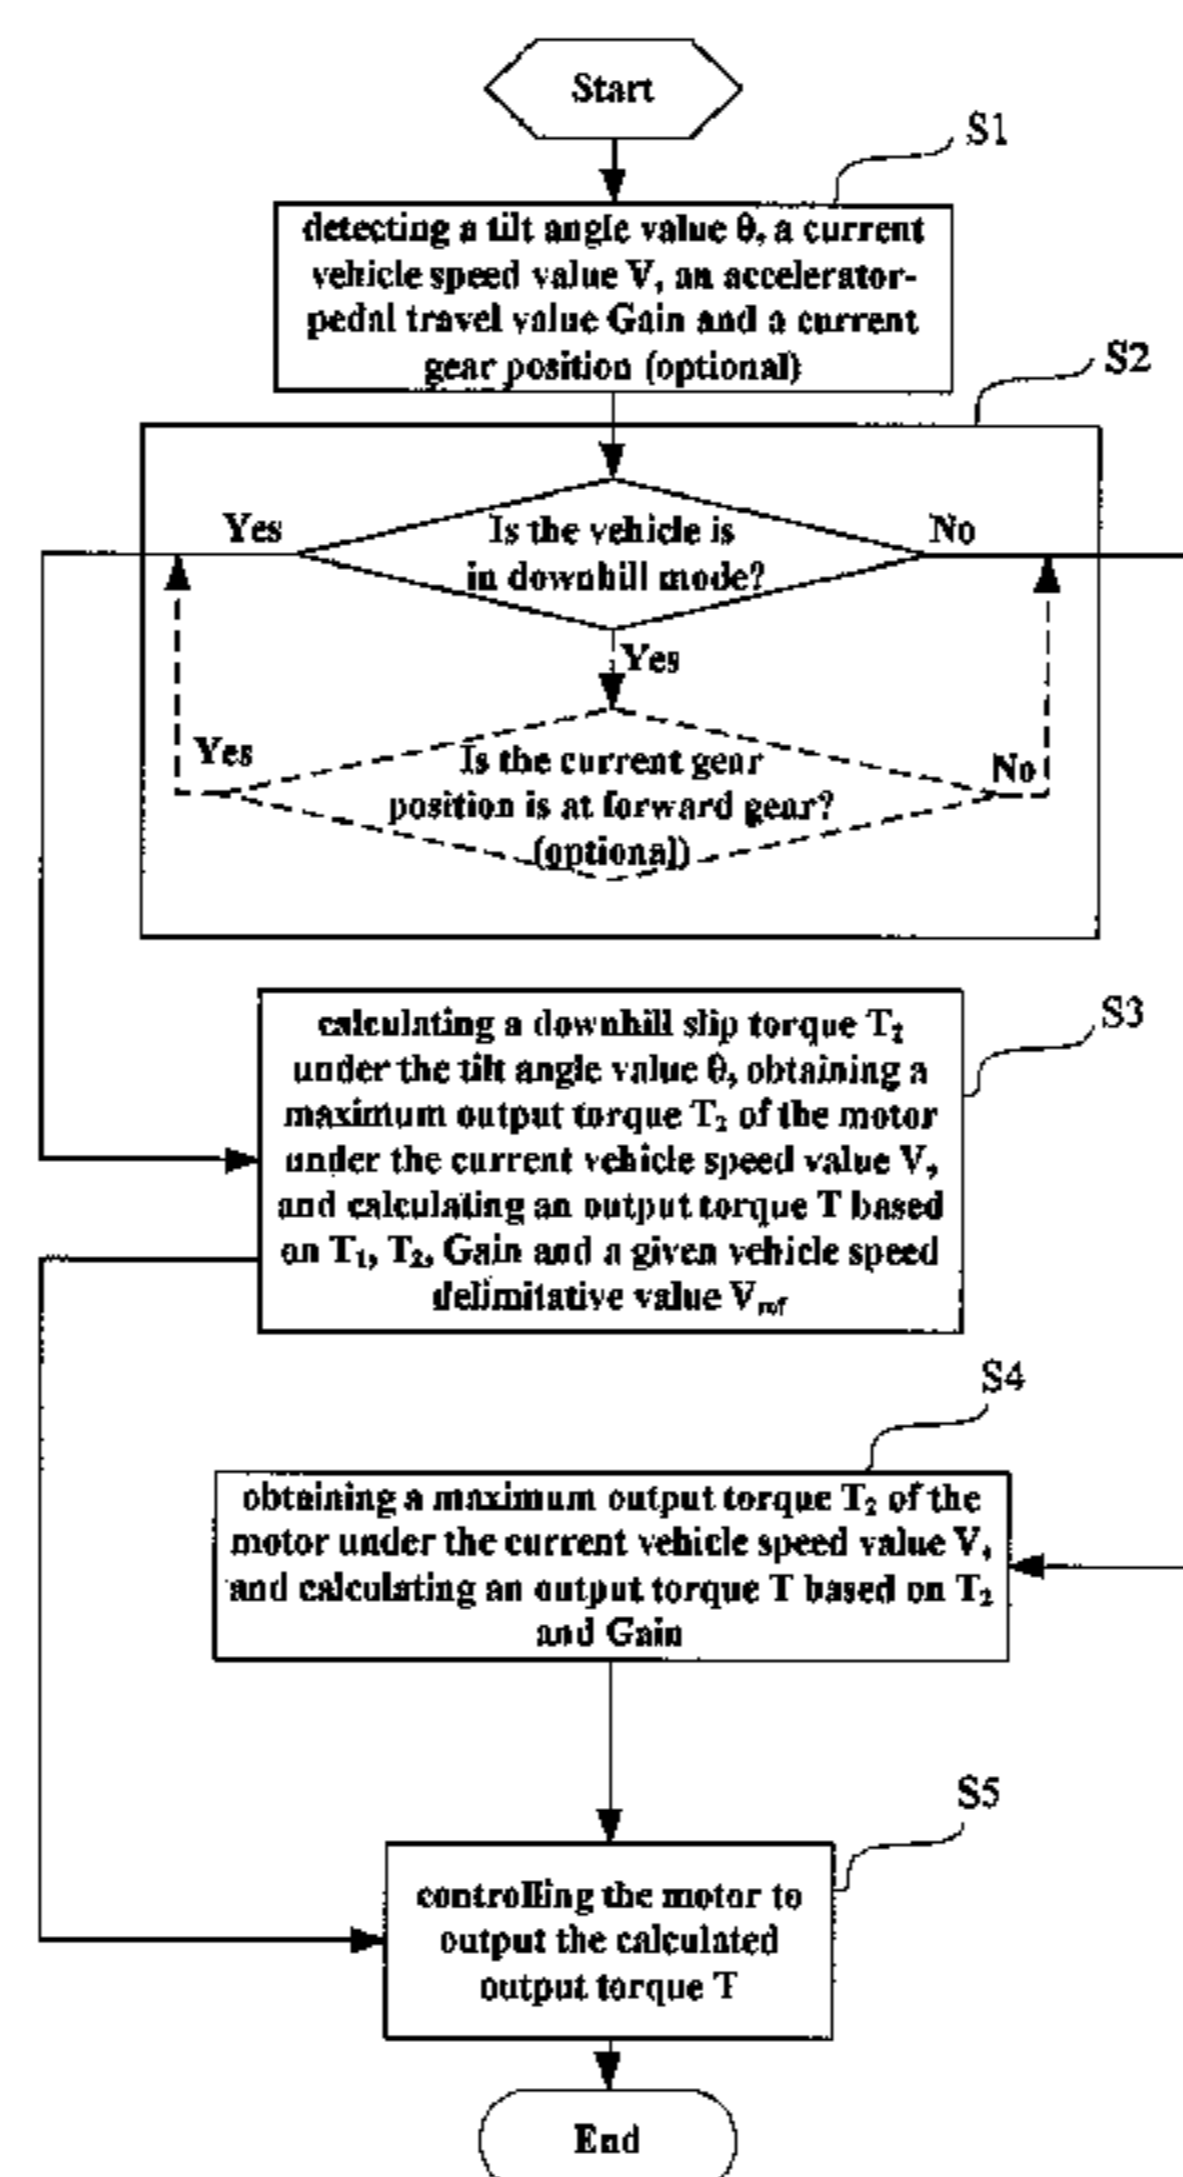 Start
S1
detecting a tilt angle value θ, a current
vehicle speed value V, an accelerator-
pedal travel value Gain and a current
gear position (optional)
S2
Yes
Is the vehicle is
in downhill mode?
No
Yes
Yes
Is the current gear
position is at forward gear?
(optional)
No
S3
calculating a downhill slip torque T₂
under the tilt angle value θ, obtaining a
maximum output torque T₂ of the motor
under the current vehicle speed value V,
and calculating an output torque T based
on T₁, T₂, Gain and a given vehicle speed
delimitative value Vref
S4
obtaining a maximum output torque T₂ of the
motor under the current vehicle speed value V,
and calculating an output torque T based on T₂
and Gain
S5
controlling the motor to
output the calculated
output torque T
End